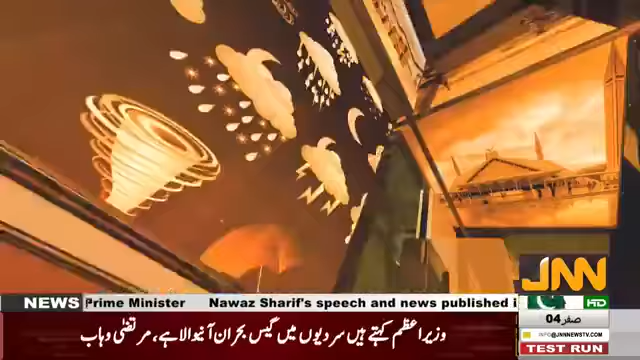 JNN
NEWS
Prime Minister Nawaz Sharif's speech and news published i
HD
وزیراعظم کہتے ہیں سردیوں میں گیس بحران آنیوالا ہے، مرتضیٰ وہاب
صفر 04
INFO@JNNNEWSTV.COM
TEST RUN